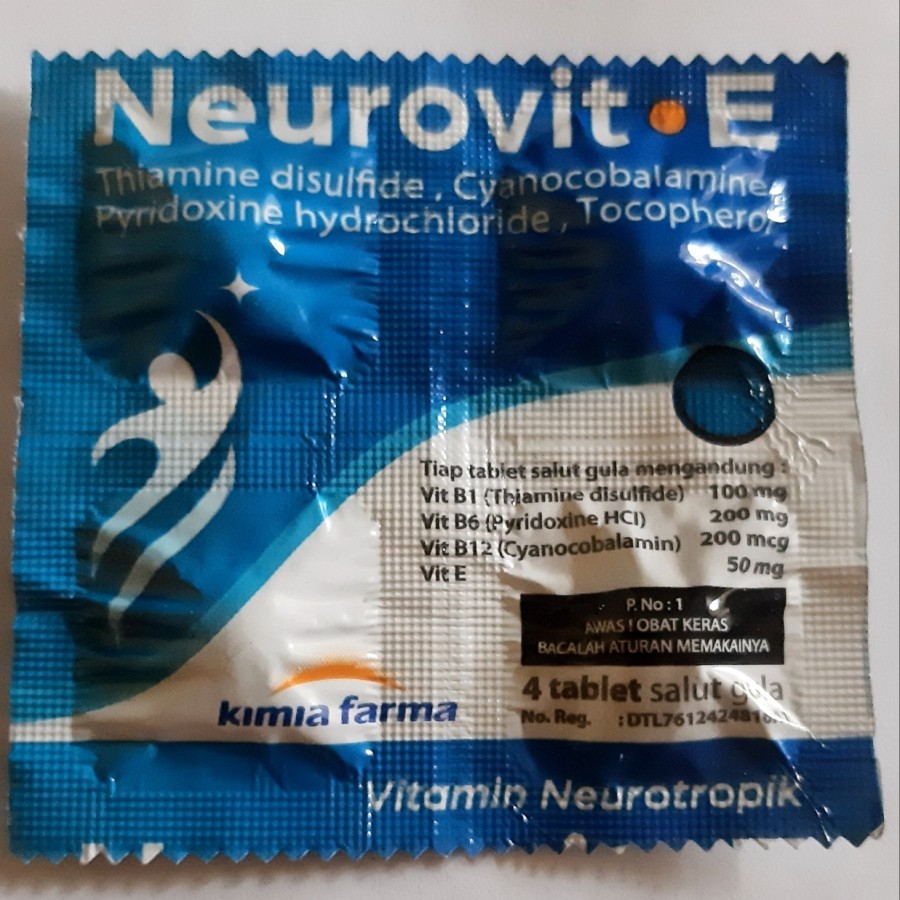 Neurovit • E
Thiamine disulfide , Cyanocobalamine,
Pyridoxine hydrochloride , Tocopherol
Tiap tablet salut gula mengandung :
Vit B1 (Thiamine disulfide) 100 mg
Vit B6 (Pyridoxine HCl) 200 mg
Vit B12 (Cyanocobalamin) 200 mcg
Vit E 50 mg
P. No : 1
AWAS ! OBAT KERAS
BACALAH ATURAN MEMAKAINYA
4 tablet salut gula
kimia farma
No. Reg. :
Vitamin Neurotropik